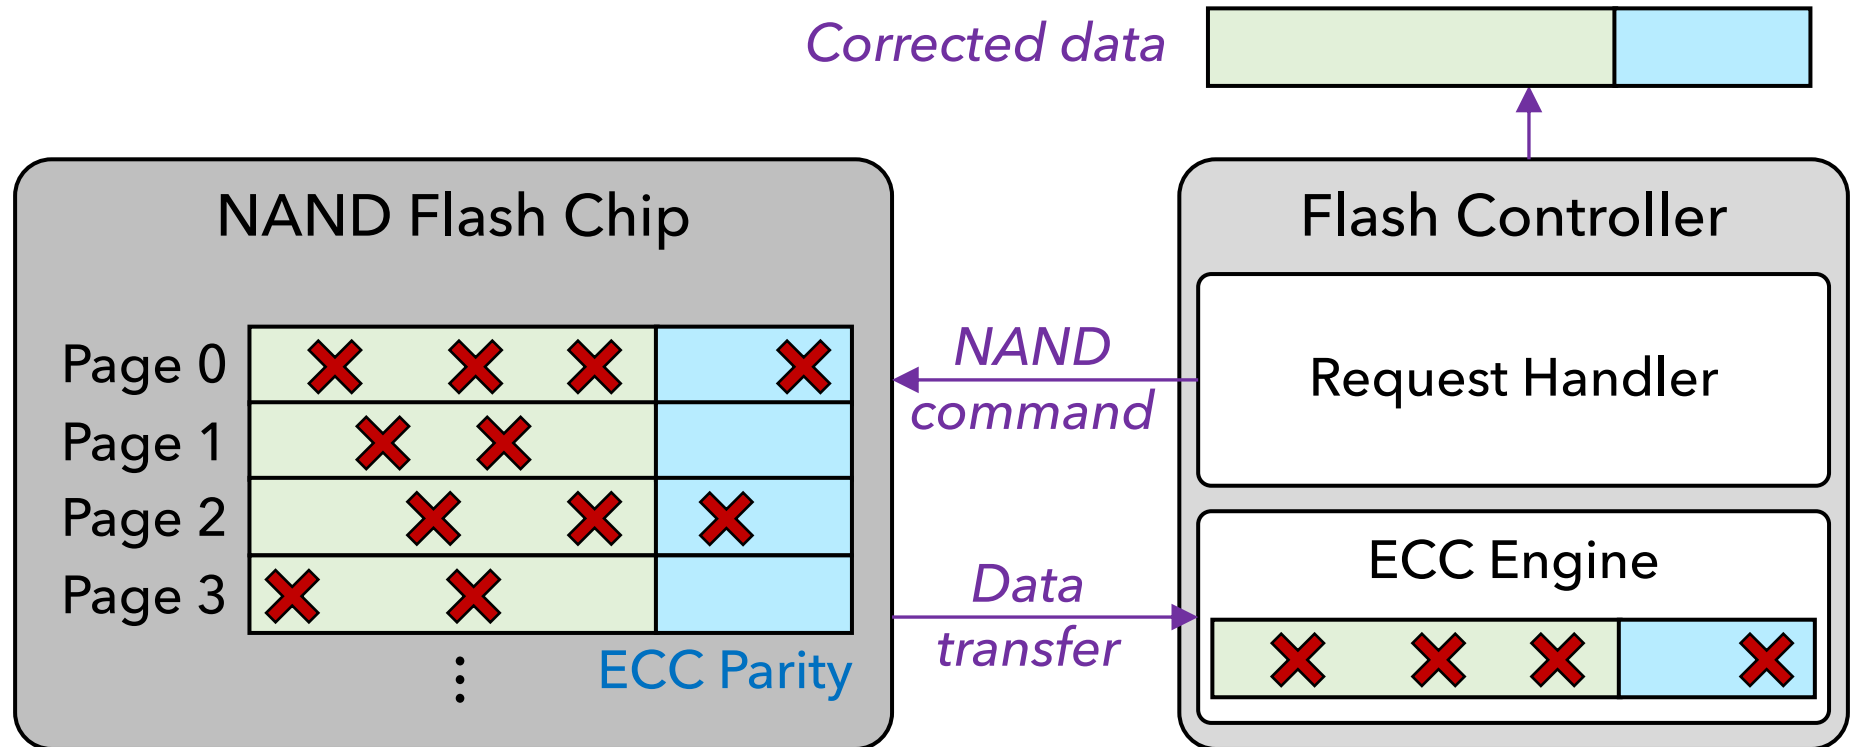 Corrected data
NAND Flash Chip
Page 0
Page 1
Page 2
Page 3
⋮
ECC Parity
NAND
command
Data
transfer
Flash Controller
Request Handler
ECC Engine